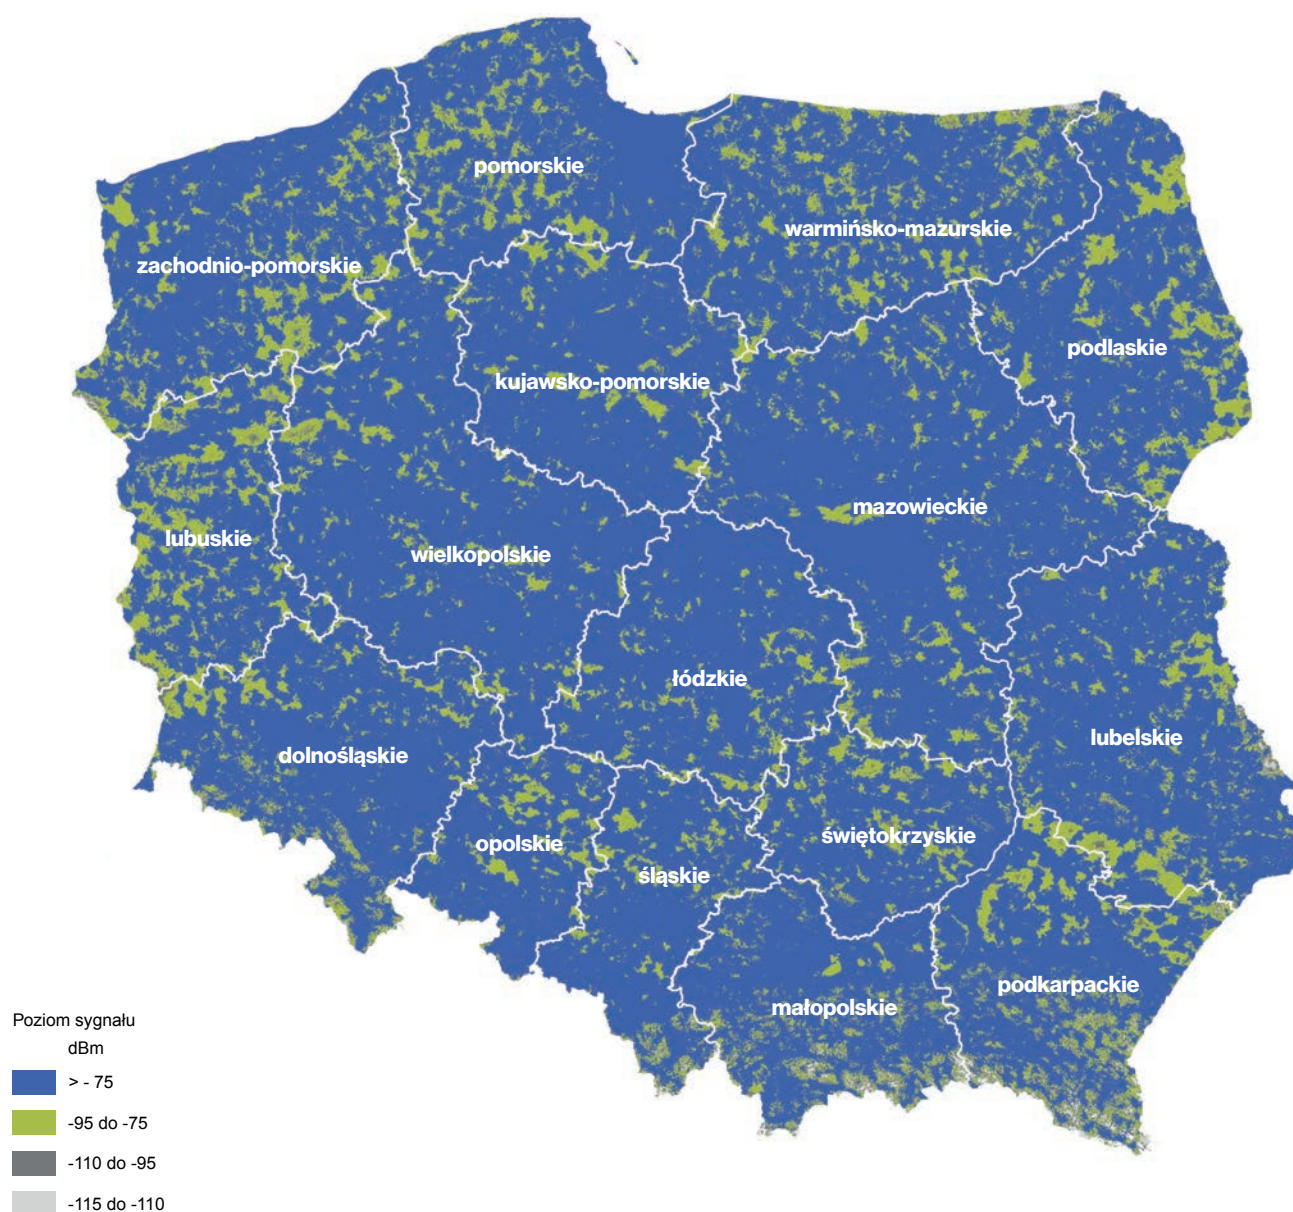 pomorskie
warmińsko-mazurskie
zachodnio-pomorskie
podlaskie
kujawsko-pomorskie
mazowieckie
lubuskie
wielkopolskie
łódzkie
lubelskie
dolnośląskie
opolskie
świętokrzyskie
śląskie
podkarpackie
małopolskie
Poziom sygnału
dBm
> - 75
-95 do -75
-110 do -95
-115 do -110